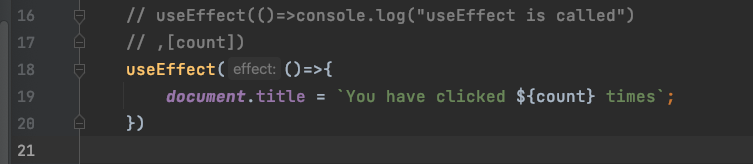 16 // useEffect(()=>console.log("useEffect is called")
17 // ,[count])
18 useEffect( effect: ()=>{
19 document.title = `You have clicked ${count} times`;
20 })
21